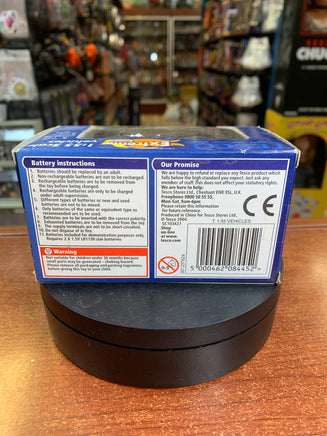 Extreme
Battery instructions
1. Batteries should be replaced by an adult.
2. Non-rechargeable batteries are not to be recharged.
3. Rechargeable batteries are to be removed from
the toy before being charged.
4. Rechargeable batteries are only to be charged
under adult supervision.
5. Different types of batteries or new and used
batteries are not to be mixed.
6. Only batteries of the same or equivalent type as
recommended are to be used.
7. Batteries are to be inserted with the correct polarity
8. Exhausted batteries are to be removed from the toy.
9. The supply terminals are not to be short circuited.
10. Do not dispose of in fire.
11. Batteries included for demonstration purposes only.
Requires 2 X 1.5V LR1130 size batteries
Warning
Not suitable for children under 36 months because
small parts may be generated - choking hazard.
Please remove all packaging and packing tags/wires
before giving to children.
Our Promise
We are happy to refund or replace any Tesco product which
falls below the high standard you expect. Just ask any
member of staff. This does not affect your statutory rights.
We are here to help
Tesco Stores Ltd., Cheshunt EN8 9SL, U.K.
Freephone 0800 50 55 55.
Mon-Sat, 9am-6pm
Please retain this information
for future reference.
Produced in China for Tesco Stores Ltd.
© Tesco 2004.
SC100427
Shop
on-line at
www.
tesco.com
CE
7 1:58 VEHICLES
0-3
5 000462 084452 >
CHU